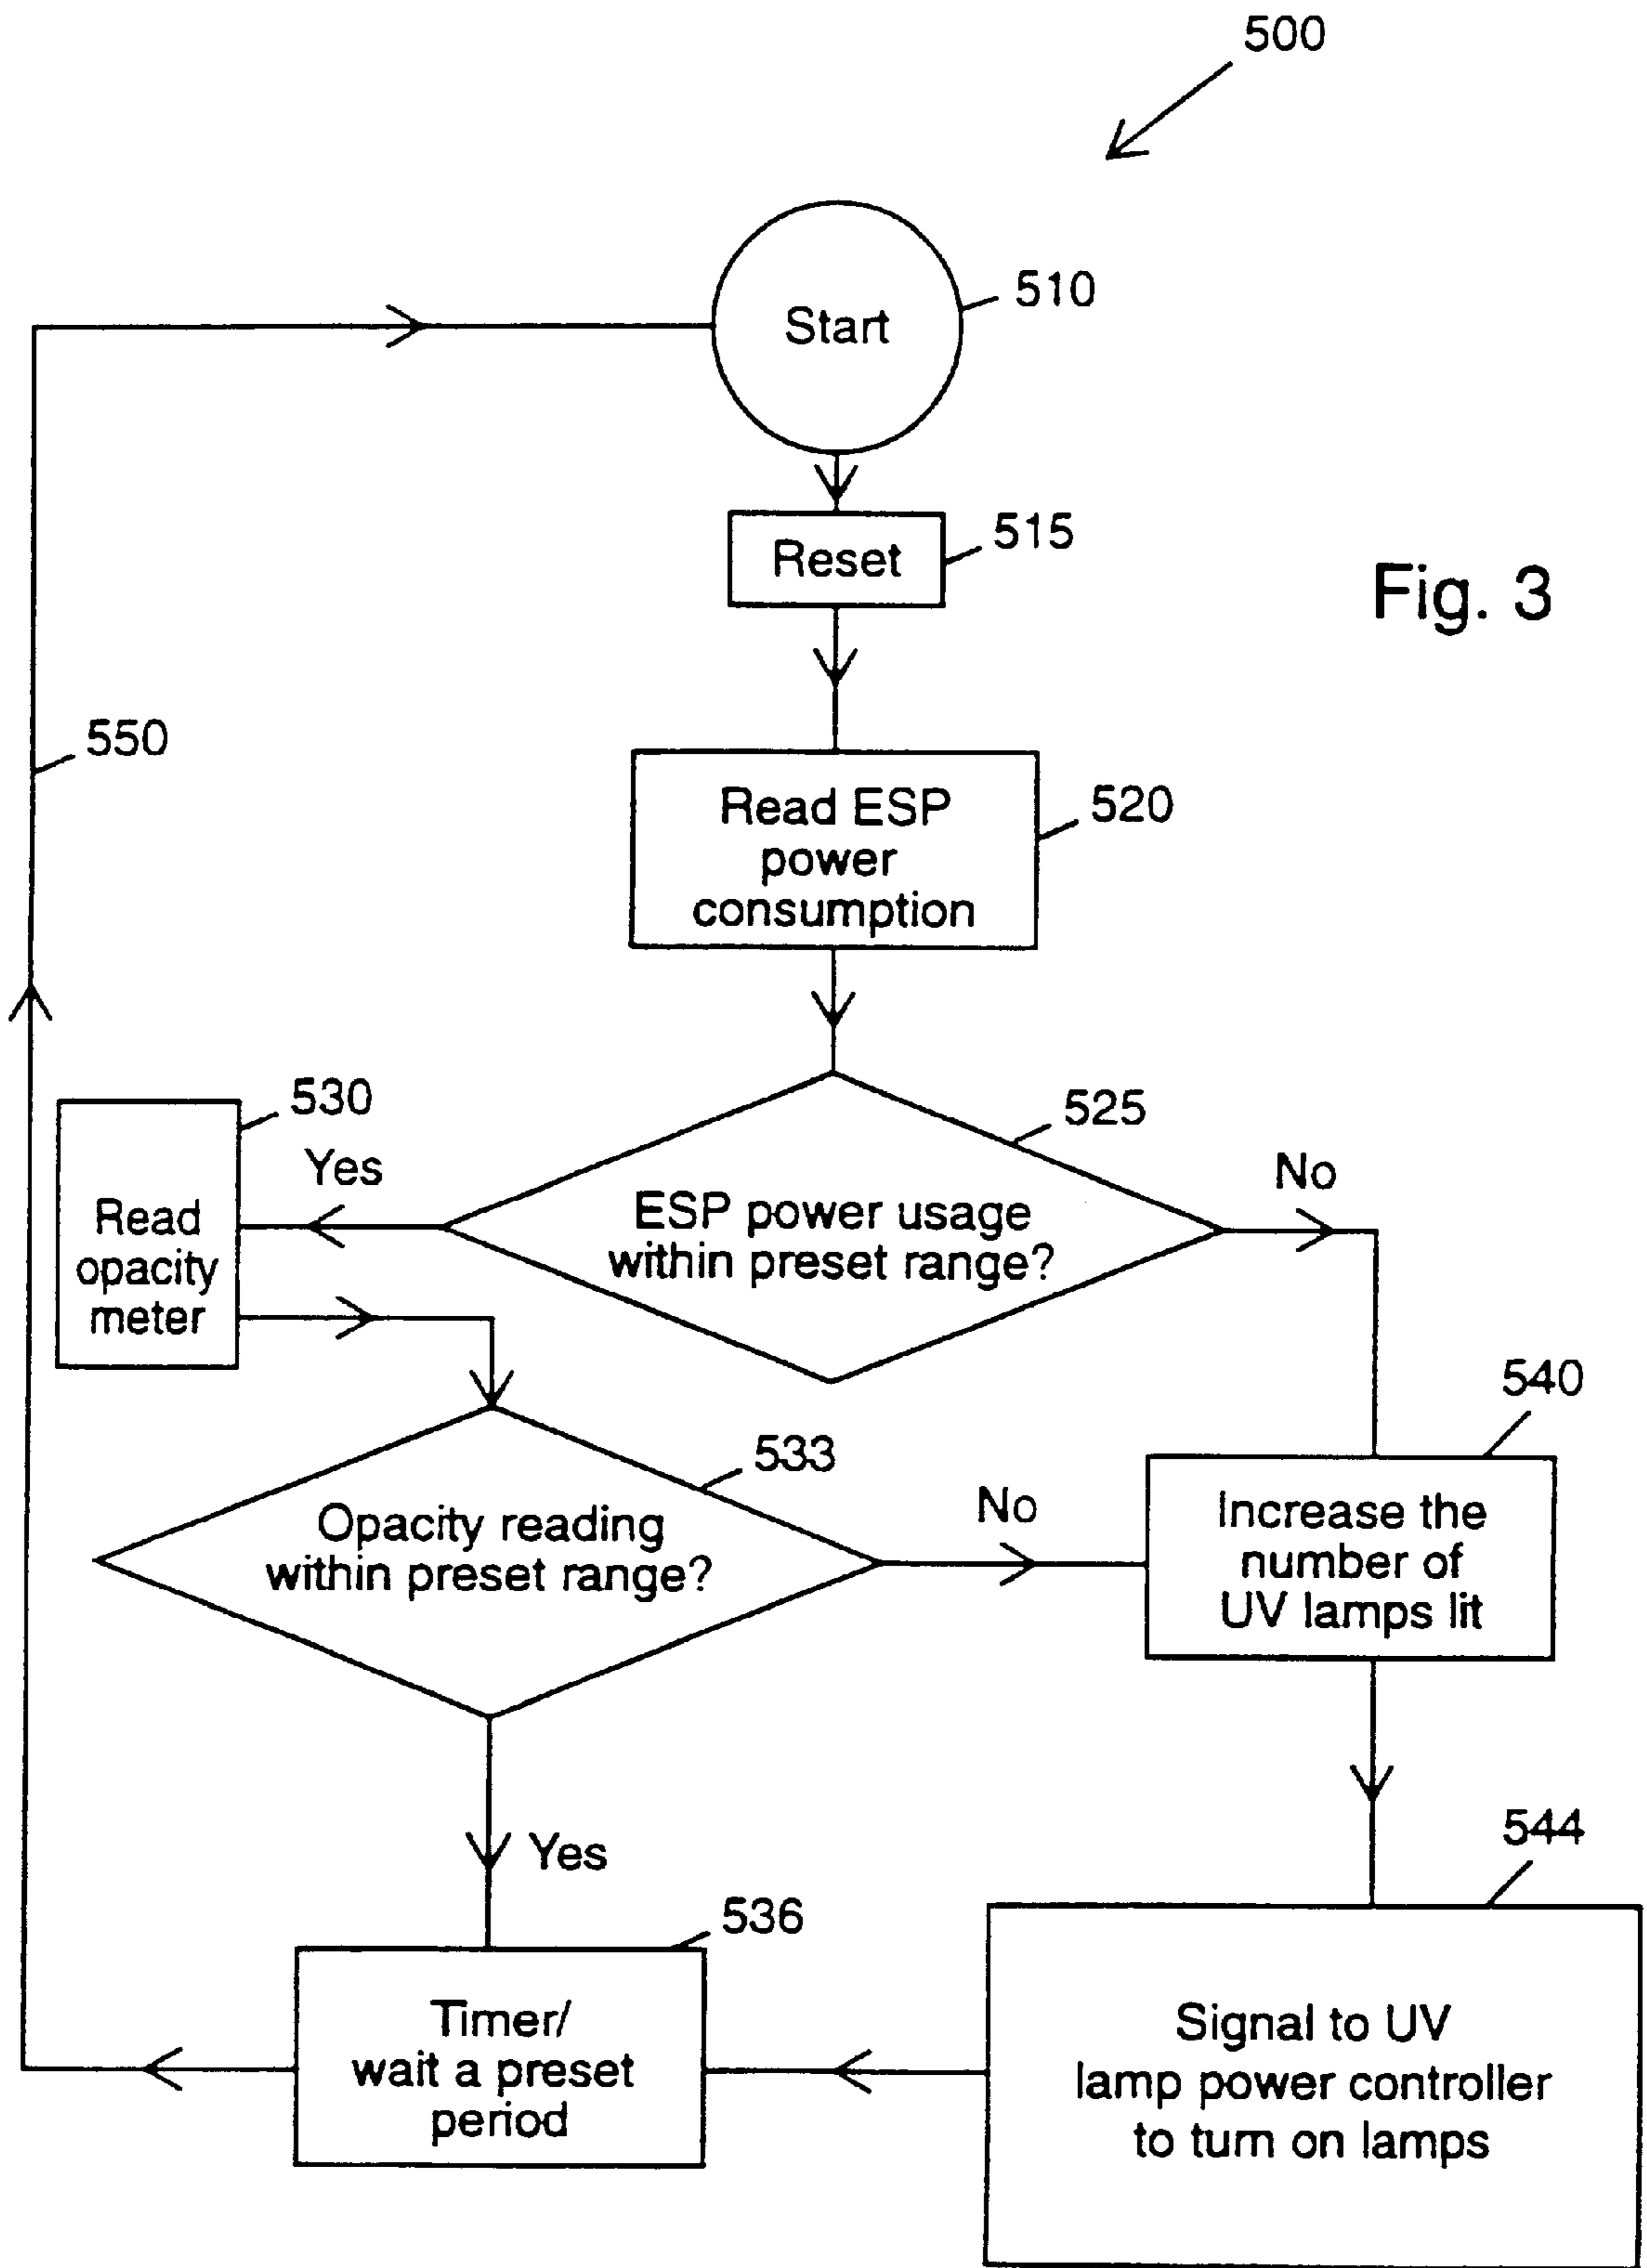 500
Start
510
Reset
515
Fig. 3
550
Read ESP
power
consumption
520
530
525
Yes
No
Read
opacity
meter
ESP power usage
within preset range?
540
533
Opacity reading
within preset range?
No
Increase the
number of
UV lamps lit
Yes
544
536
Timer/
wait a preset
period
Signal to UV
lamp power controller
to turn on lamps